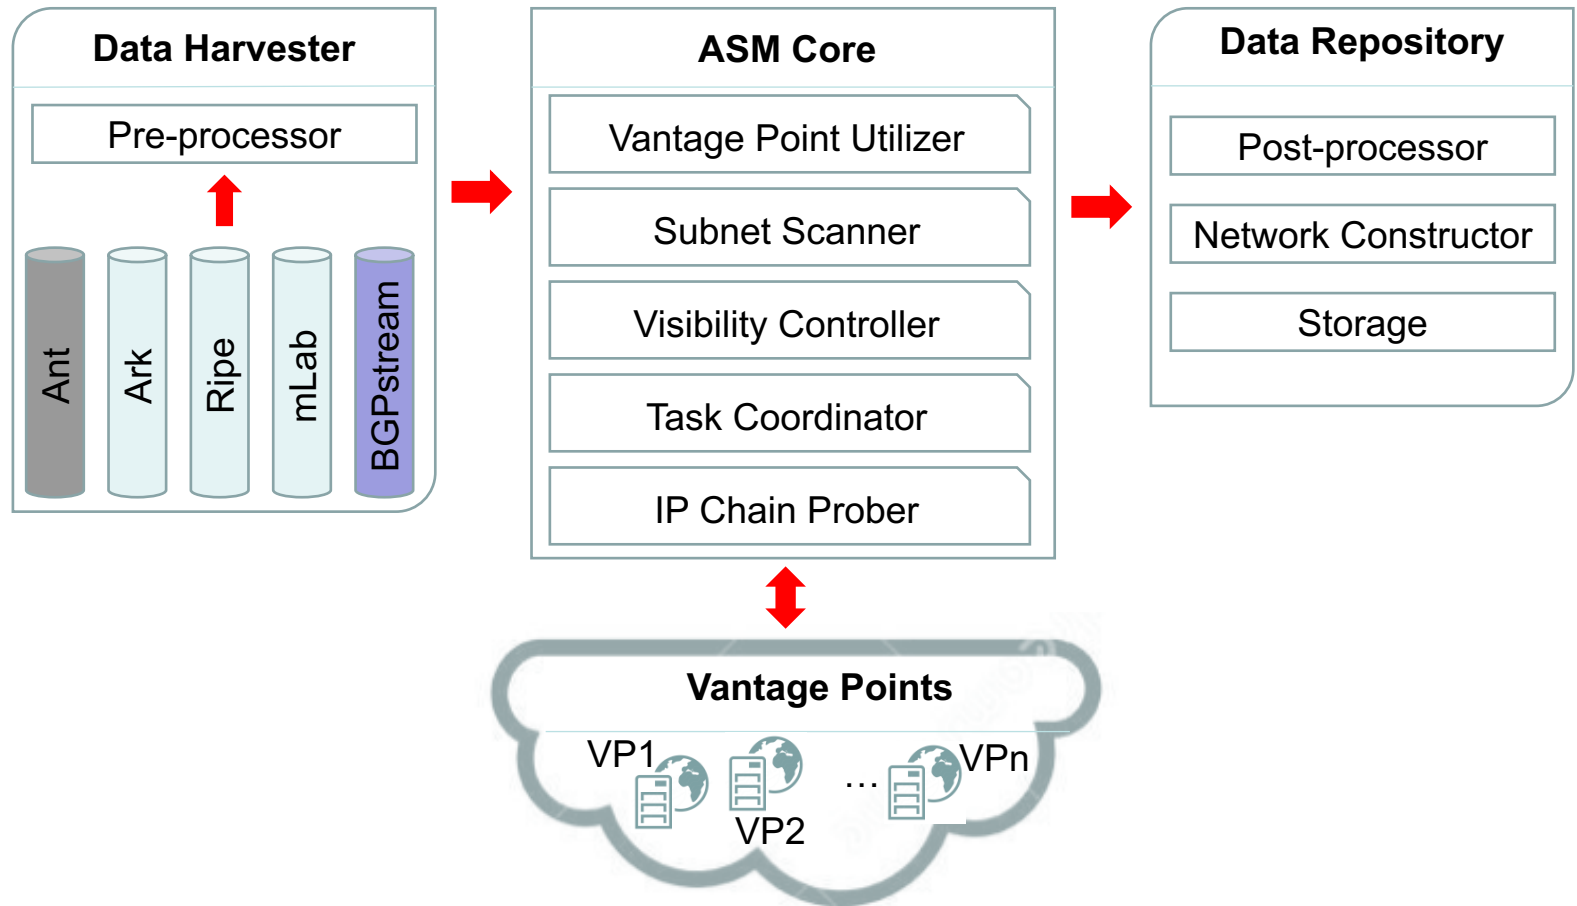 Data Harvester
Pre-processor
Ant
Ark
Ripe
mLab
BGPstream
ASM Core
Vantage Point Utilizer
Subnet Scanner
Visibility Controller
Task Coordinator
IP Chain Prober
Data Repository
Post-processor
Network Constructor
Storage
Vantage Points
VP1
VP2
...
VPn